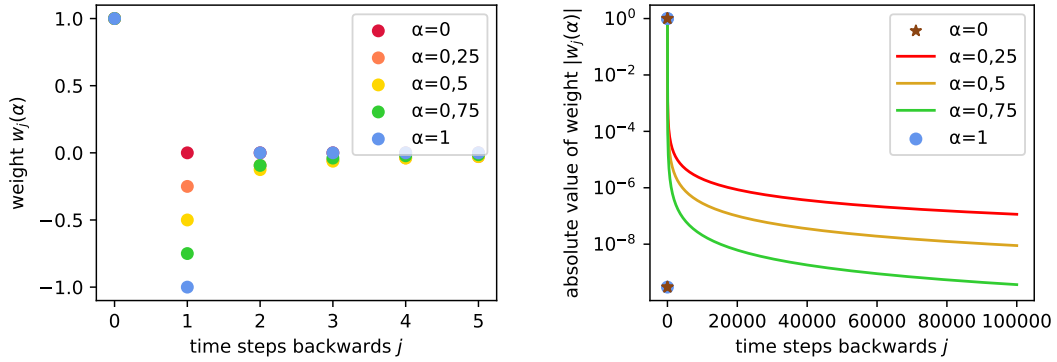 weight w_j(α)
1.0
0.5
0.0
−0.5
−1.0
0 1 2 3 4 5
time steps backwards j
α=0
α=0,25
α=0,5
α=0,75
α=1
absolute value of weight |w_j(α)|
10⁰
10⁻²
10⁻⁴
10⁻⁶
10⁻⁸
0 20000 40000 60000 80000 100000
time steps backwards j
α=0
α=0,25
α=0,5
α=0,75
α=1